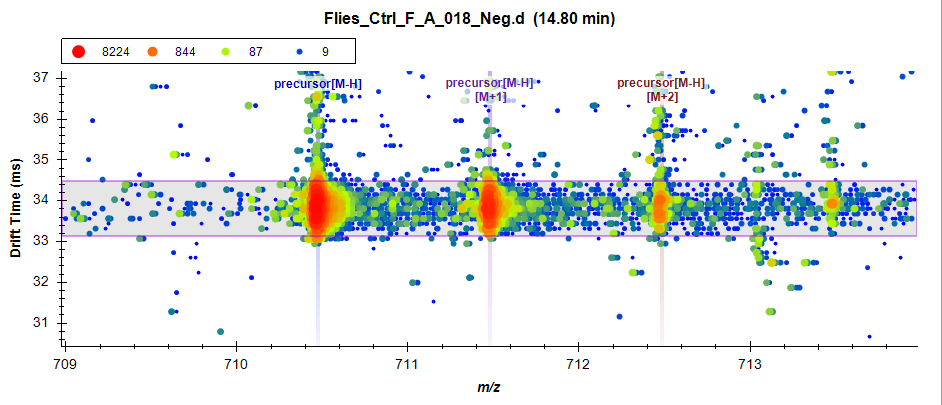 Flies_Ctrl_F_A_018_Neg.d (14.80 min)
8224 844 87 9
precursor[M-H]
precursor[M-H]
[M+1]
precursor[M-H]
[M+2]
Drift Time (ms)
37
36
35
34
33
32
31
709 710 711 712 713
m/z